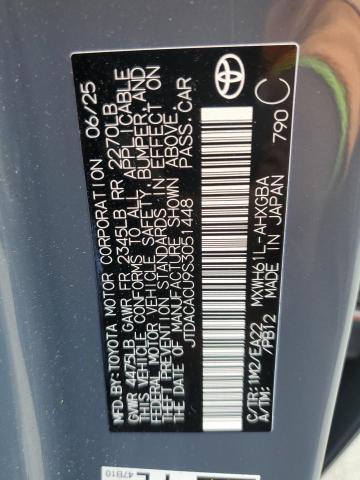 MFD.BY:TOYOTA MOTOR CORPORATION 06/25
GVWR 4475LB GAWR FR 2345LB RR 2270LB
THIS VEHICLE CONFORMS TO ALL APPLICABLE
FEDERAL MOTOR VEHICLE SAFETY, BUMPER, AND
THEFT PREVENTION STANDARDS IN EFFECT ON
THE DATE OF MANUFACTURE SHOWN ABOVE.
JTDACACU9S3051448 PASS.CAR
C/TR:1M2/EA22 MXWH61L-AHXGBA
A/TM: /PB12 MADE IN JAPAN
790 C
47B10